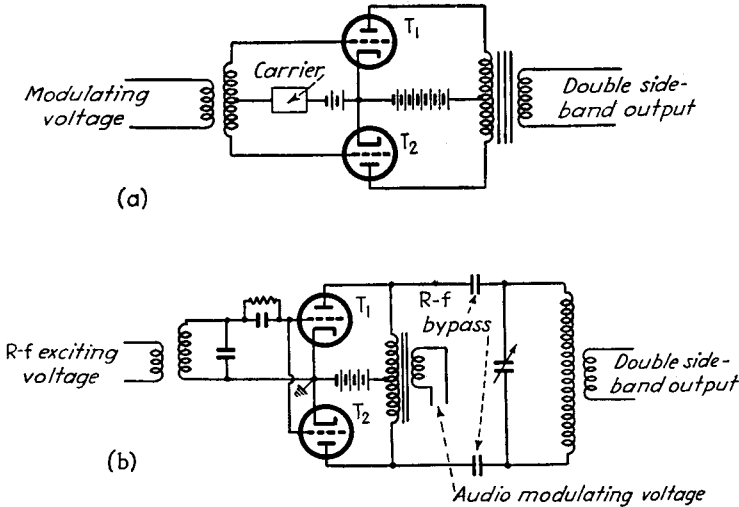 T1
Carrier
Modulating
voltage
Double side-
band output
T2
(a)
R-f
bypass
T1
R-f exciting
voltage
Double side-
band output
T2
(b)
Audio modulating voltage